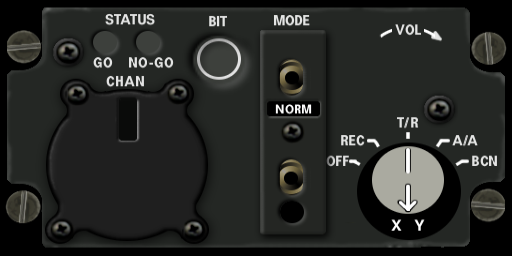 STATUS
BIT
MODE
VOL
GO NO-GO
CHAN
NORM
T/R
REC
A/A
OFF
BCN
X Y